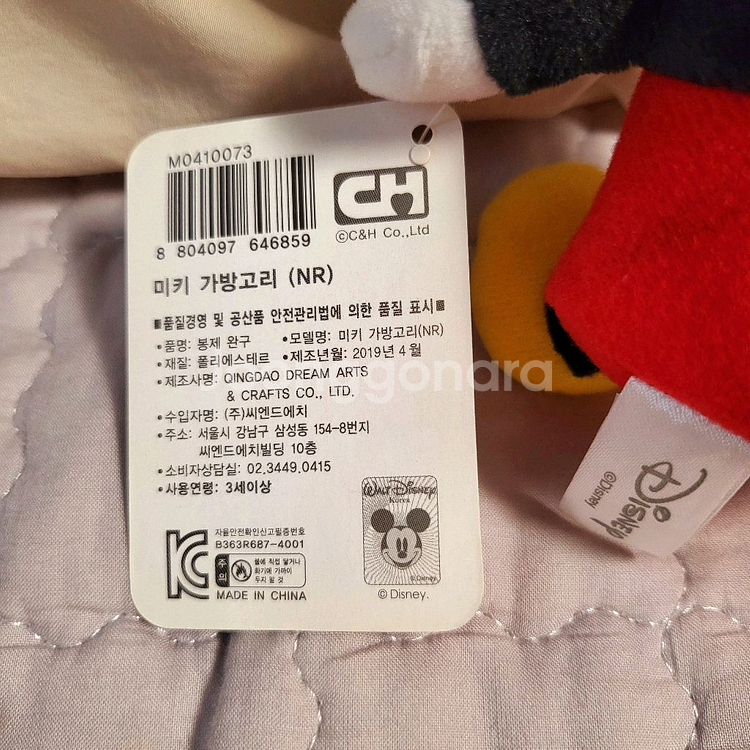 M0410073
8 804097 646859
CH
©C&H Co.,Ltd
미키 가방고리 (NR)
■품질경영 및 공산품 안전관리법에 의한 품질 표시■
•품명: 봉제 완구 •모델명: 미키 가방고리(NR)
•재질: 폴리에스테르 •제조년월: 2019년 4월
•제조사명: QINGDAO DREAM ARTS
& CRAFTS CO., LTD.
•수입자명: (주)씨엔드에치
•주소: 서울시 강남구 삼성동 154-8번지
씨엔드에치빌딩 10층
•소비자상담실: 02.3449.0415
•사용연령: 3세이상
자율안전확인신고필증번호
B363R687-4001
주의
불에 직접 닿거나
화기에 가까이
두지 말 것
MADE IN CHINA
WALT DISNEY
Korea
©Disney
© Disney.
Disney
©Disney
gonara